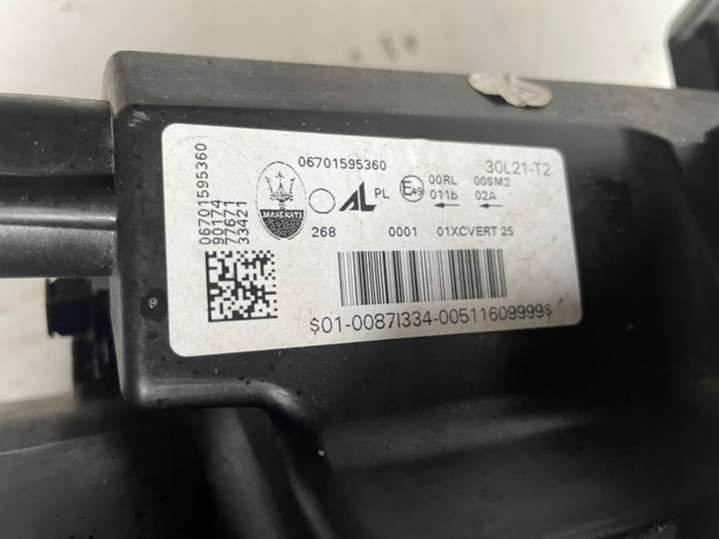 06701595360
30L21-T2
MASERATI
AL PL
E49
00RL 00SM2
011b 02A
268 0001 01XCVERT 25
06701595360
90174
77671
33421
$01-0087I334-00511609999$